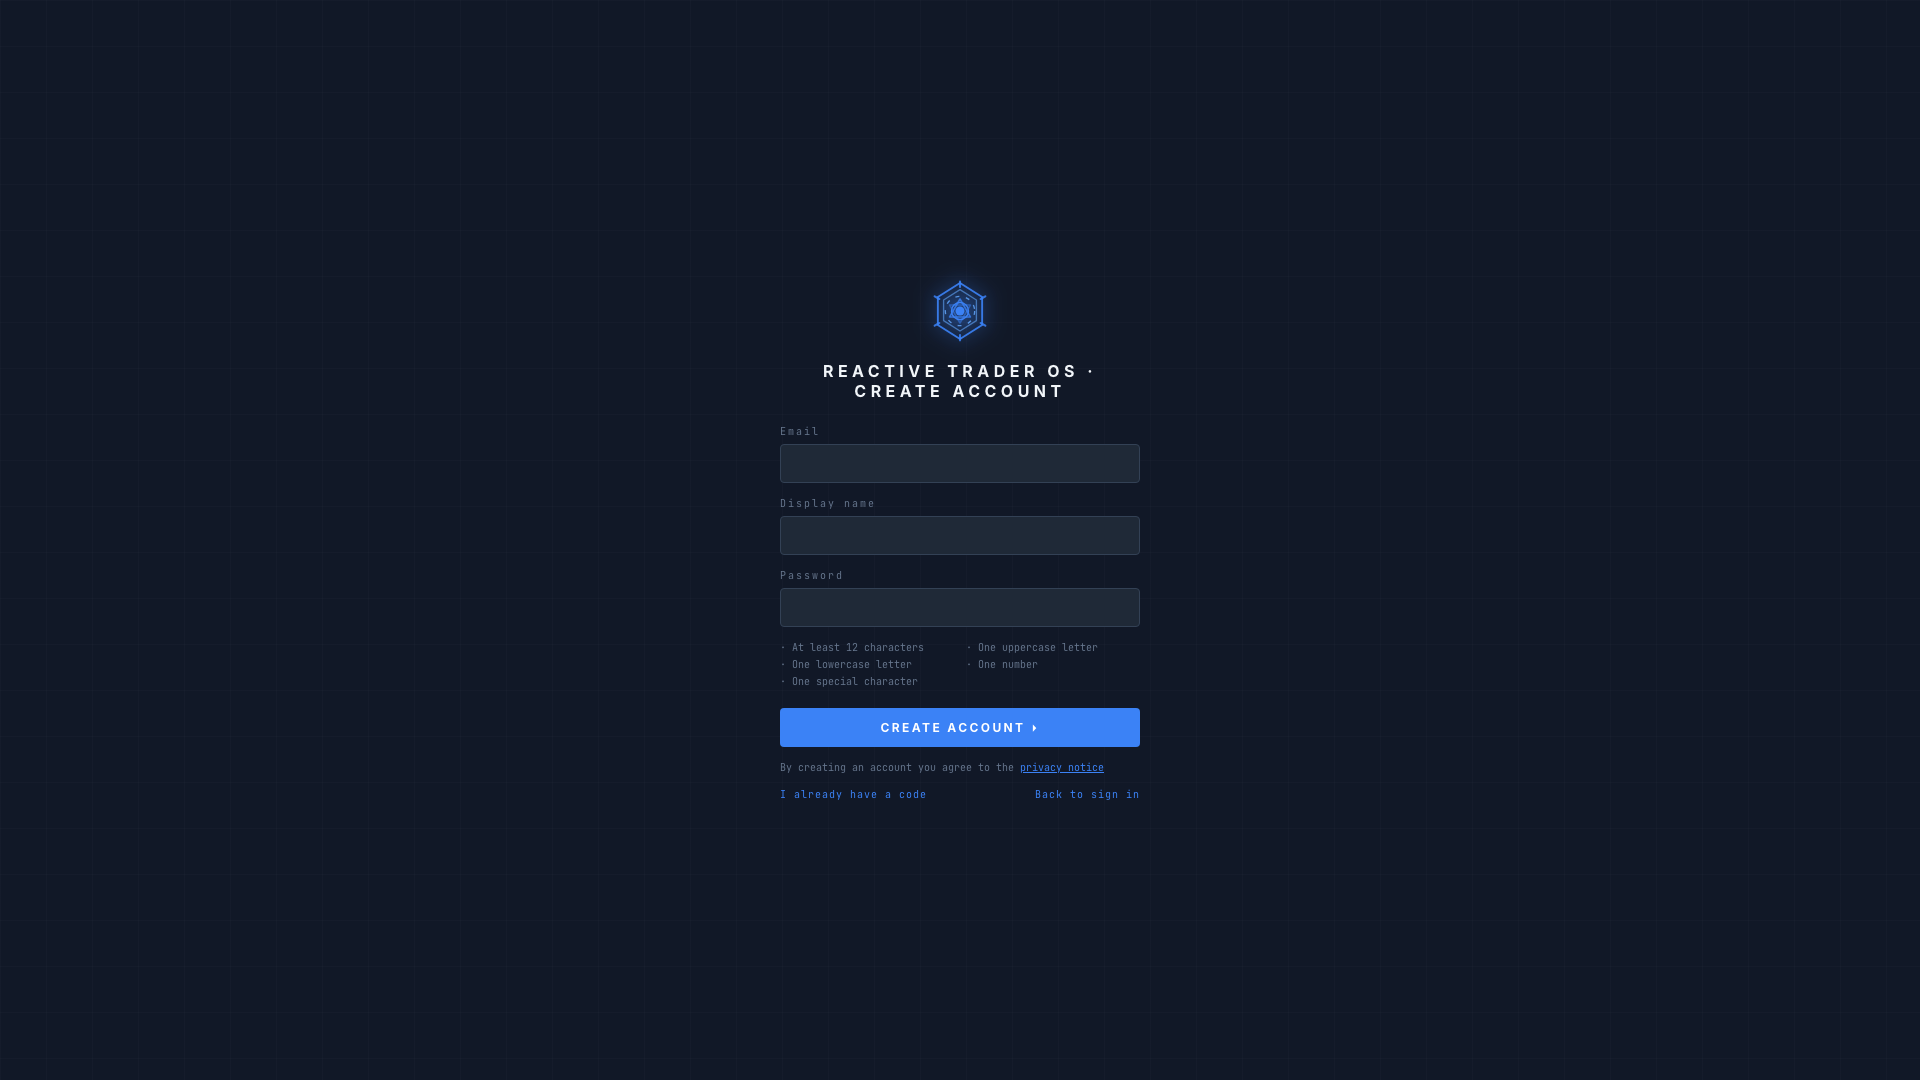 REACTIVE TRADER OS ·
CREATE ACCOUNT
Email
Display name
Password
· At least 12 characters
· One uppercase letter
· One lowercase letter
· One number
· One special character
CREATE ACCOUNT
By creating an account you agree to the privacy notice
I already have a code
Back to sign in